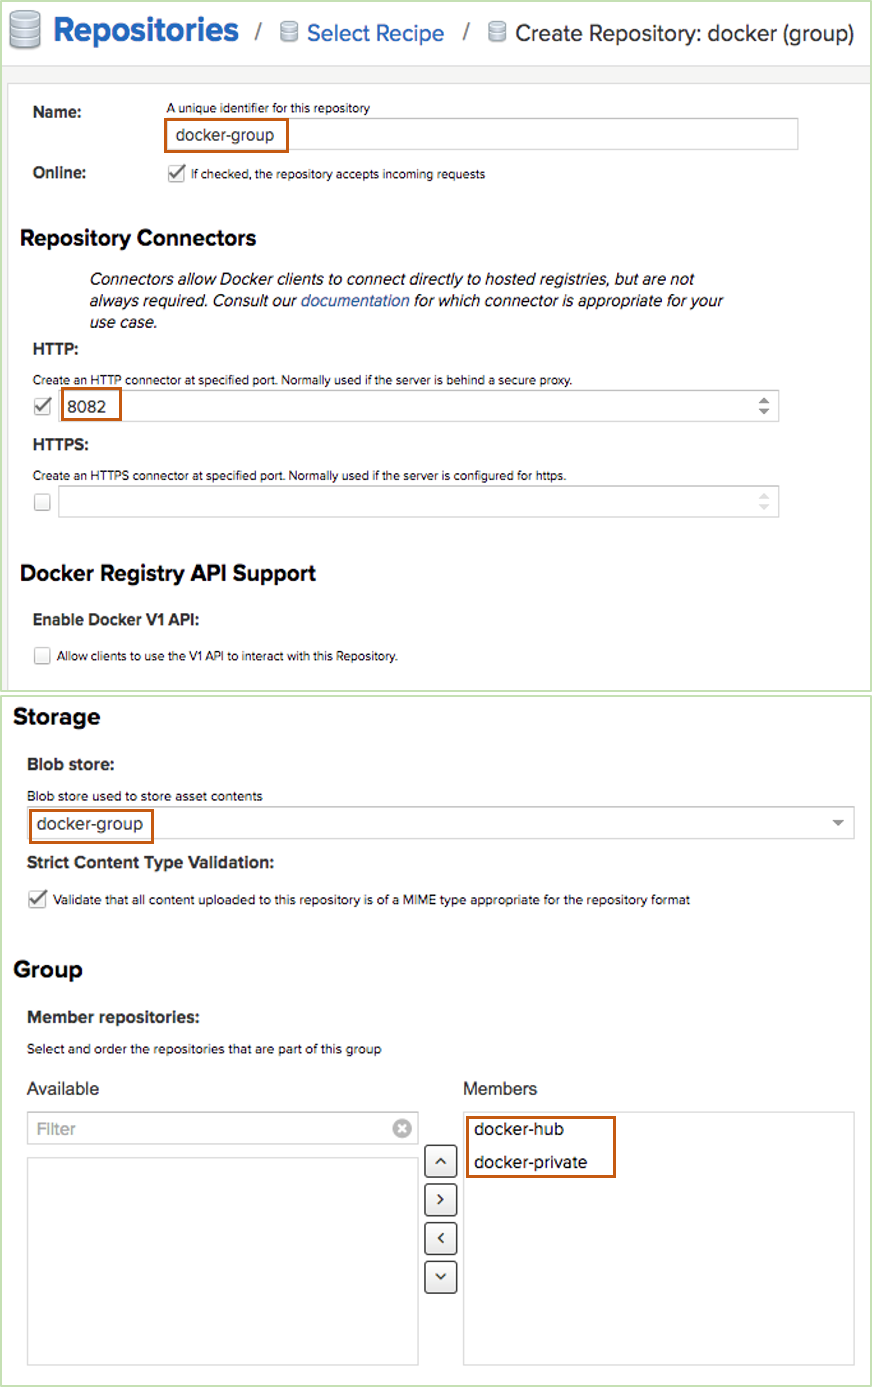 Repositories / Select Recipe / Create Repository: docker (group)
Name:
A unique identifier for this repository
docker-group
Online:
If checked, the repository accepts incoming requests
Repository Connectors
Connectors allow Docker clients to connect directly to hosted registries, but are not
always required. Consult our documentation for which connector is appropriate for your
use case.
HTTP:
Create an HTTP connector at specified port. Normally used if the server is behind a secure proxy.
8082
HTTPS:
Create an HTTPS connector at specified port. Normally used if the server is configured for https.
Docker Registry API Support
Enable Docker V1 API:
Allow clients to use the V1 API to interact with this Repository.
Storage
Blob store:
Blob store used to store asset contents
docker-group
Strict Content Type Validation:
Validate that all content uploaded to this repository is of a MIME type appropriate for the repository format
Group
Member repositories:
Select and order the repositories that are part of this group
Available
Filter
Members
docker-hub
docker-private